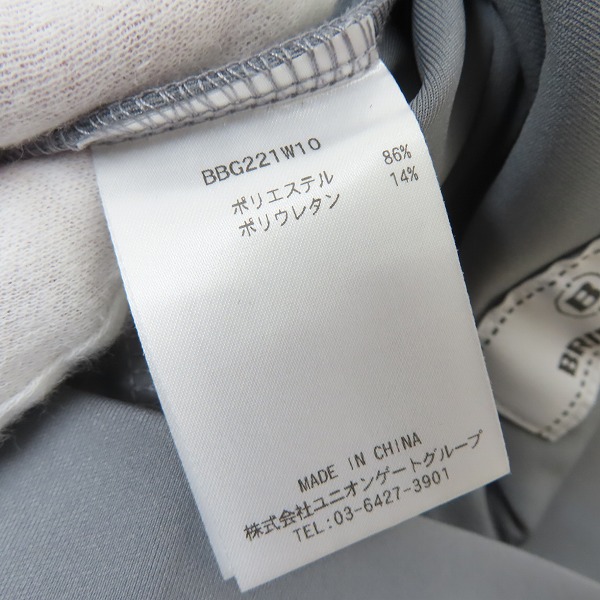 BBG221W10
ポリエステル 86%
ポリウレタン 14%
MADE IN CHINA
株式会社ユニオンゲートグループ
TEL:03-6427-3901
B